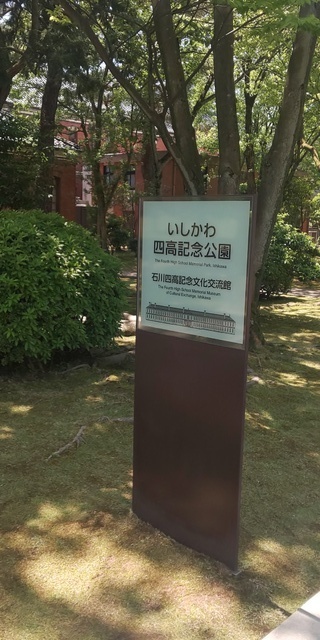 いしかわ
四高記念公園
The Fourth High School Memorial Park, Ishikawa
石川四高記念文化交流館
The Fourth High School Memorial Museum
of Cultural Exchange, Ishikawa